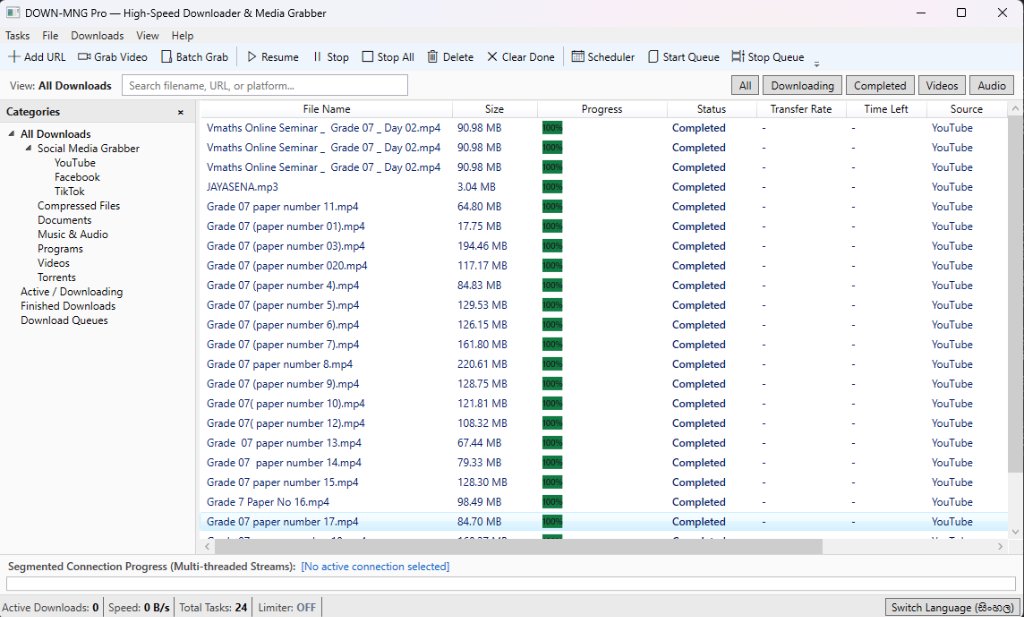 DOWN-MNG Pro — High-Speed Downloader & Media Grabber
Tasks File Downloads View Help
Add URL Grab Video Batch Grab Resume Stop Stop All Delete Clear Done Scheduler Start Queue Stop Queue
View: All Downloads Search filename, URL, or platform... All Downloading Completed Videos Audio
Categories
All Downloads
Social Media Grabber
YouTube
Facebook
TikTok
Compressed Files
Documents
Music & Audio
Programs
Videos
Torrents
Active / Downloading
Finished Downloads
Download Queues
File Name Size Progress Status Transfer Rate Time Left Source
Vmaths Online Seminar _  Grade 07 _ Day 02.mp4 90.98 MB 100% Completed - - YouTube
Vmaths Online Seminar _  Grade 07 _ Day 02.mp4 90.98 MB 100% Completed - - YouTube
Vmaths Online Seminar _  Grade 07 _ Day 02.mp4 90.98 MB 100% Completed - - YouTube
JAYASENA.mp3 3.04 MB 100% Completed - - YouTube
Grade 07 paper number 11.mp4 64.80 MB 100% Completed - - YouTube
Grade 07 (paper number 01).mp4 17.75 MB 100% Completed - - YouTube
Grade 07 (paper number 03).mp4 194.46 MB 100% Completed - - YouTube
Grade 07 (paper number 020.mp4 117.17 MB 100% Completed - - YouTube
Grade 07 (paper number 4).mp4 84.83 MB 100% Completed - - YouTube
Grade 07 (paper number 5).mp4 129.53 MB 100% Completed - - YouTube
Grade 07 (paper number 6).mp4 126.15 MB 100% Completed - - YouTube
Grade 07 (paper number 7).mp4 161.80 MB 100% Completed - - YouTube
Grade 07 paper number 8.mp4 220.61 MB 100% Completed - - YouTube
Grade 07 (paper number 9).mp4 128.75 MB 100% Completed - - YouTube
Grade 07( paper number 10).mp4 121.81 MB 100% Completed - - YouTube
Grade 07( paper number 12).mp4 108.32 MB 100% Completed - - YouTube
Grade  07 paper number 13.mp4 67.44 MB 100% Completed - - YouTube
Grade 07  paper number 14.mp4 79.33 MB 100% Completed - - YouTube
Grade 07 paper number 15.mp4 128.30 MB 100% Completed - - YouTube
Grade 7 Paper No 16.mp4 98.49 MB 100% Completed - - YouTube
Grade 07 paper number 17.mp4 84.70 MB 100% Completed - - YouTube
Segmented Connection Progress (Multi-threaded Streams): [No active connection selected]
Active Downloads: 0 Speed: 0 B/s Total Tasks: 24 Limiter: OFF Switch Language (සිංහල)